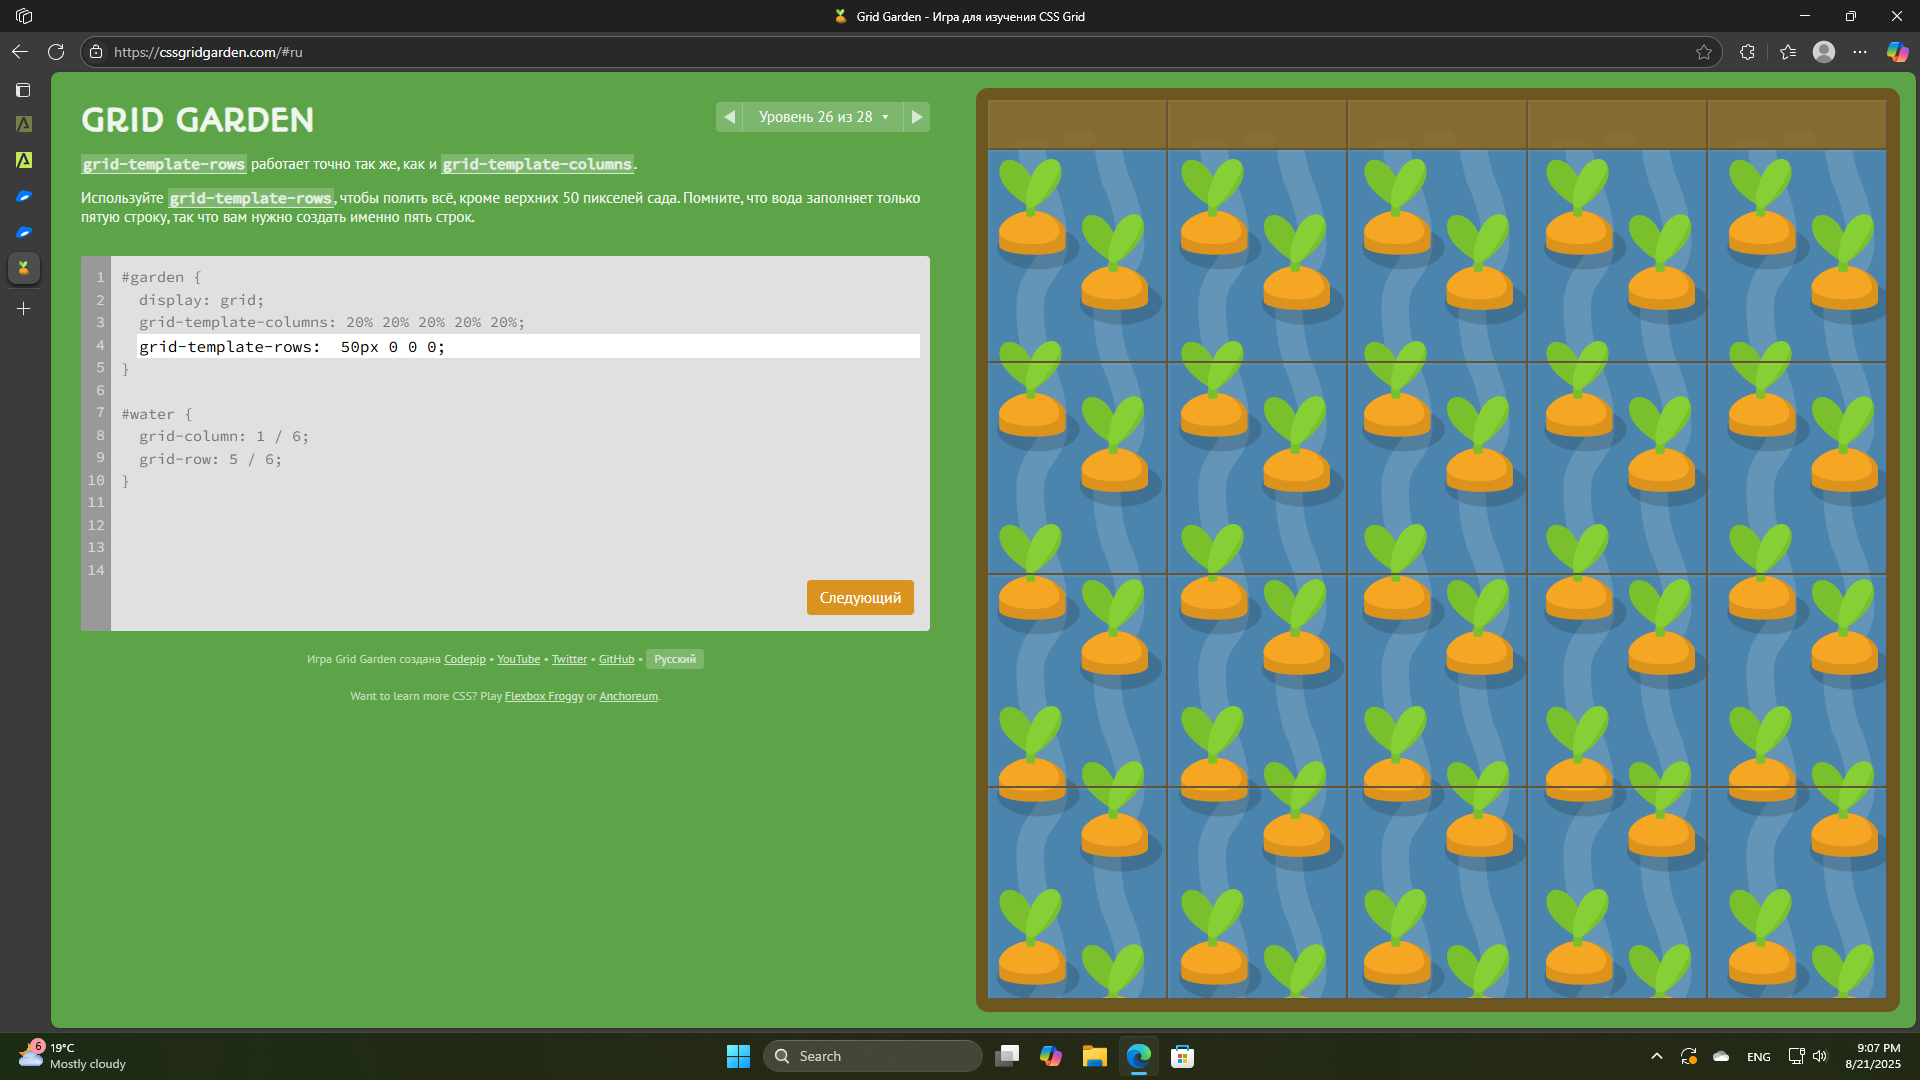 Grid Garden - Игра для изучения CSS Grid
https://cssgridgarden.com/#ru
GRID GARDEN
Уровень 26 из 28
grid-template-rows работает точно так же, как и grid-template-columns.
Используйте grid-template-rows, чтобы полить всё, кроме верхних 50 пикселей сада. Помните, что вода заполняет только
пятую строку, так что вам нужно создать именно пять строк.
1 #garden {
2 display: grid;
3 grid-template-columns: 20% 20% 20% 20% 20%;
4 grid-template-rows:  50px 0 0 0;
5 }
6
7 #water {
8 grid-column: 1 / 6;
9 grid-row: 5 / 6;
10 }
11
12
13
14
Следующий
Игра Grid Garden создана Codepip • YouTube • Twitter • GitHub • Русский
Want to learn more CSS? Play Flexbox Froggy or Anchoreum.
6
19°C
Mostly cloudy
Search
ENG
9:07 PM
8/21/2025